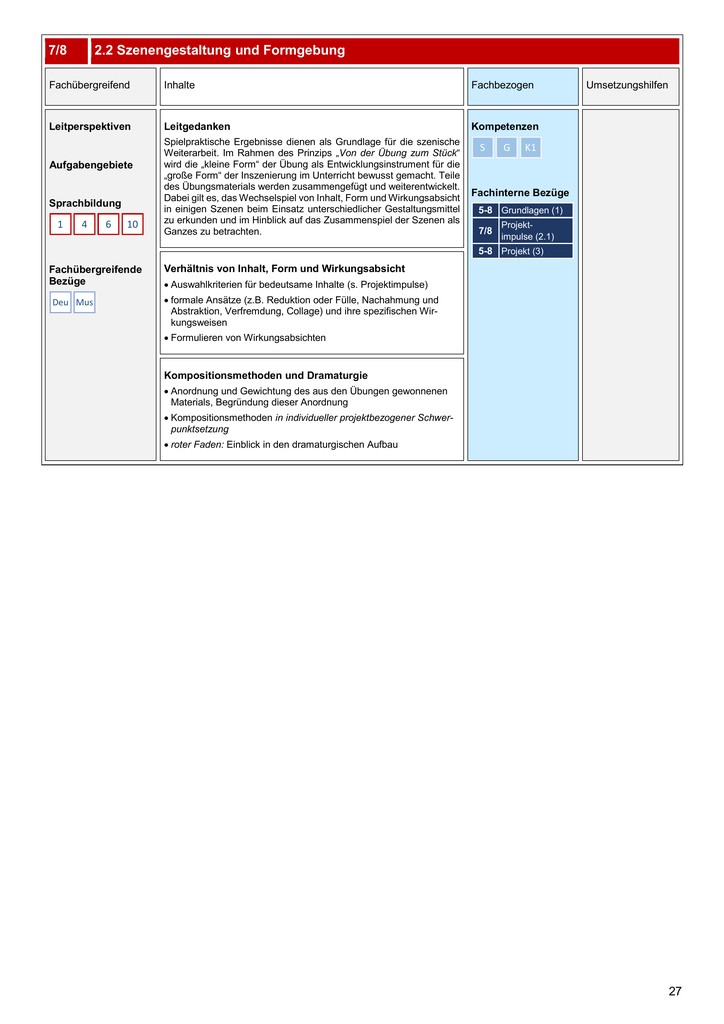 7/8 2.2 Szenengestaltung und Formgebung
Fachübergreifend
Inhalte
Fachbezogen
Umsetzungshilfen
Leitperspektiven
Aufgabengebiete
Sprachbildung
1 4 6 10
Fachübergreifende
Bezüge
Deu Mus
Leitgedanken
Spielpraktische Ergebnisse dienen als Grundlage für die szenische
Weiterarbeit. Im Rahmen des Prinzips „Von der Übung zum Stück“
wird die „kleine Form“ der Übung als Entwicklungsinstrument für die
„große Form“ der Inszenierung im Unterricht bewusst gemacht. Teile
des Übungsmaterials werden zusammengefügt und weiterentwickelt.
Dabei gilt es, das Wechselspiel von Inhalt, Form und Wirkungsabsicht
in einigen Szenen beim Einsatz unterschiedlicher Gestaltungsmittel
zu erkunden und im Hinblick auf das Zusammenspiel der Szenen als
Ganzes zu betrachten.
Verhältnis von Inhalt, Form und Wirkungsabsicht
• Auswahlkriterien für bedeutsame Inhalte (s. Projektimpulse)
• formale Ansätze (z.B. Reduktion oder Fülle, Nachahmung und
Abstraktion, Verfremdung, Collage) und ihre spezifischen Wir-
kungsweisen
• Formulieren von Wirkungsabsichten
Kompositionsmethoden und Dramaturgie
• Anordnung und Gewichtung des aus den Übungen gewonnenen
Materials, Begründung dieser Anordnung
• Kompositionsmethoden in individueller projektbezogener Schwer-
punktsetzung
• roter Faden: Einblick in den dramaturgischen Aufbau
Kompetenzen
S G K1
Fachinterne Bezüge
5-8 Grundlagen (1)
7/8 Projekt-
impulse (2.1)
5-8 Projekt (3)
27